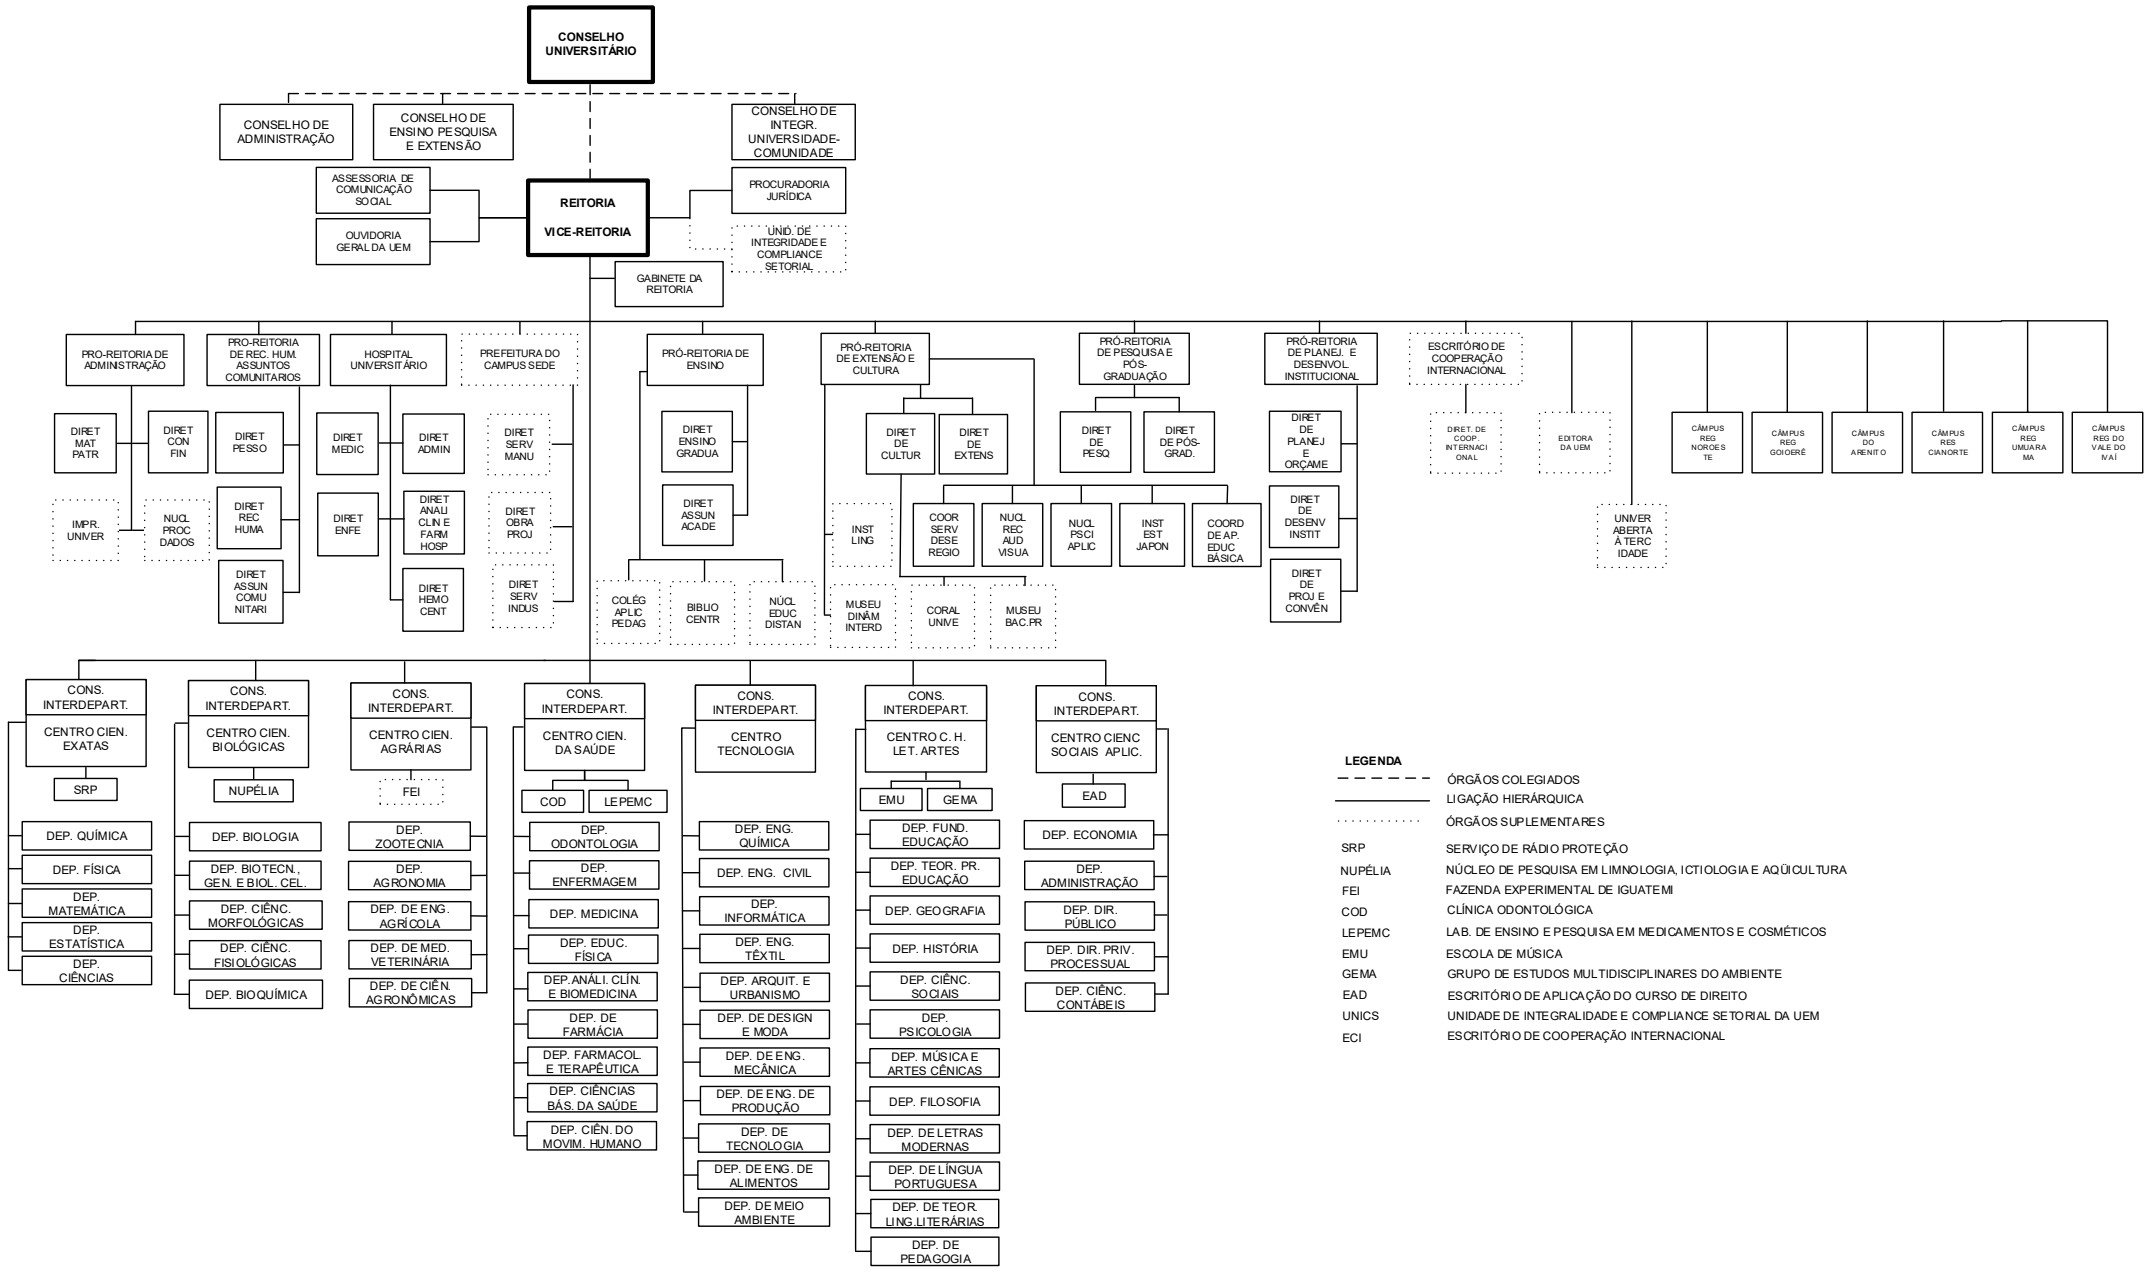 CONSELHO
UNIVERSITÁRIO
CONSELHO DE
ADMINISTRAÇÃO
CONSELHO DE
ENSINO PESQUISA
E EXTENSÃO
CONSELHO DE
INTEGR.
UNIVERSIDADE-
COMUNIDADE
ASSESSORIA DE
COMUNICAÇÃO
SOCIAL
OUVIDORIA
GERAL DA UEM
REITORIA
VICE-REITORIA
PROCURADORIA
JURÍDICA
UNID. DE
INTEGRIDADE E
COMPLIANCE
SETORIAL
GABINETE DA
REITORIA
PRO-REITORIA DE
ADMINISTRAÇÃO
PRO-REITORIA
DE REC. HUM.
ASSUNTOS
COMUNITARIOS
HOSPITAL
UNIVERSITÁRIO
PREFEITURA DO
CAMPUS SEDE
PRÓ-REITORIA DE
ENSINO
PRÓ-REITORIA
DE EXTENSÃO E
CULTURA
PRÓ-REITORIA
DE PESQUISA E
PÓS-
GRADUAÇÃO
PRÓ-REITORIA
DE PLANEJ. E
DESENVOL.
INSTITUCIONAL
ESCRITÓRIO DE
COOPERAÇÃO
INTERNACIONAL
DIRET
MAT
PATR
DIRET
CON
FIN
IMPR.
UNIVER
NUCL
PROC
DADOS
DIRET
PESSO
DIRET
REC
HUMA
DIRET
ASSUN
COMU
NITARI
DIRET
MEDIC
DIRET
ADMIN
DIRET
ENFE
DIRET
ANALI
CLIN E
FARM
HOSP
DIRET
HEMO
CENT
DIRET
SERV
MANU
DIRET
OBRA
PROJ
DIRET
SERV
INDUS
DIRET
ENSINO
GRADUA
DIRET
ASSUN
ACADE
COLÉG
APLIC
PEDAG
BIBLIO
CENTR
NÚCL
EDUC
DISTAN
DIRET
DE
CULTUR
DIRET
DE
EXTENS
INST
LING
MUSEU
DINÂM
INTERD
COOR
SERV
DESE
REGIO
NUCL
REC
AUD
VISUA
NUCL
PSCI
APLIC
INST
EST
JAPON
COORD
DE AP.
EDUC
BÁSICA
CORAL
UNIVE
MUSEU
BAC.PR
DIRET
DE
PESQ
DIRET
DE PÓS-
GRAD.
DIRET
DE
PLANEJ
E
ORÇAME
DIRET
DE
DESENV
INSTIT
DIRET
DE
PROJ E
CONVÊN
DIRET. DE
COOP.
INTERNACI
ONAL
EDITORA
DA UEM
UNIVER
ABERTA
À TERC
IDADE
CÂMPUS
REG
NOROES
TE
CÂMPUS
REG
GOIOERÊ
CÂMPUS
DO
ARENITO
CÂMPUS
RES
CIANORTE
CÂMPUS
REG
UMUARA
MA
CÂMPUS
REG DO
VALE DO
IVAÍ
CONS.
INTERDEPART.
CENTRO CIEN.
EXATAS
SRP
DEP. QUÍMICA
DEP. FÍSICA
DEP.
MATEMÁTICA
DEP.
ESTATÍSTICA
DEP.
CIÊNCIAS
CONS.
INTERDEPART.
CENTRO CIEN.
BIOLÓGICAS
NUPÉLIA
DEP. BIOLOGIA
DEP. BIOTECN.,
GEN. E BIOL. CEL.
DEP. CIÊNC.
MORFOLÓGICAS
DEP. CIÊNC.
FISIOLÓGICAS
DEP. BIOQUÍMICA
CONS.
INTERDEPART.
CENTRO CIEN.
AGRÁRIAS
FEI
DEP.
ZOOTECNIA
DEP.
AGRONOMIA
DEP. DE ENG.
AGRÍCOLA
DEP. DE MED.
VETERINÁRIA
DEP. DE CIÊN.
AGRONÔMICAS
CONS.
INTERDEPART.
CENTRO CIEN.
DA SAÚDE
COD
LEPEMC
DEP.
ODONTOLOGIA
DEP.
ENFERMAGEM
DEP. MEDICINA
DEP. EDUC.
FÍSICA
DEP.ANÁLI. CLÍN.
E BIOMEDICINA
DEP. DE
FARMÁCIA
DEP. FARMACOL.
E TERAPÊUTICA
DEP. CIÊNCIAS
BÁS. DA SAÚDE
DEP. CIÊN. DO
MOVIM. HUMANO
CONS.
INTERDEPART.
CENTRO
TECNOLOGIA
DEP. ENG.
QUÍMICA
DEP. ENG. CIVIL
DEP.
INFORMÁTICA
DEP. ENG.
TÊXTIL
DEP. ARQUIT. E
URBANISMO
DEP. DE DESIGN
E MODA
DEP. DE ENG.
MECÂNICA
DEP. DE ENG. DE
PRODUÇÃO
DEP. DE
TECNOLOGIA
DEP. DE ENG. DE
ALIMENTOS
DEP. DE MEIO
AMBIENTE
CONS.
INTERDEPART.
CENTRO C. H.
LET. ARTES
EMU
GEMA
DEP. FUND.
EDUCAÇÃO
DEP. TEOR. PR.
EDUCAÇÃO
DEP. GEOGRAFIA
DEP. HISTÓRIA
DEP. CIÊNC.
SOCIAIS
DEP.
PSICOLOGIA
DEP. MÚSICA E
ARTES CÊNICAS
DEP. FILOSOFIA
DEP. DE LETRAS
MODERNAS
DEP. DE LÍNGUA
PORTUGUESA
DEP. DE TEOR.
LING.LITERÁRIAS
DEP. DE
PEDAGOGIA
CONS.
INTERDEPART.
CENTRO CIENC
SOCIAIS APLIC.
EAD
DEP. ECONOMIA
DEP.
ADMINISTRAÇÃO
DEP. DIR.
PÚBLICO
DEP. DIR. PRIV.
PROCESSUAL
DEP. CIÊNC.
CONTÁBEIS
LEGENDA
ÓRGÃOS COLEGIADOS
LIGAÇÃO HIERÁRQUICA
ÓRGÃOS SUPLEMENTARES
SRP SERVIÇO DE RÁDIO PROTEÇÃO
NUPÉLIA NÚCLEO DE PESQUISA EM LIMNOLOGIA, ICTIOLOGIA E AQÜICULTURA
FEI FAZENDA EXPERIMENTAL DE IGUATEMI
COD CLÍNICA ODONTOLÓGICA
LEPEMC LAB. DE ENSINO E PESQUISA EM MEDICAMENTOS E COSMÉTICOS
EMU ESCOLA DE MÚSICA
GEMA GRUPO DE ESTUDOS MULTIDISCIPLINARES DO AMBIENTE
EAD ESCRITÓRIO DE APLICAÇÃO DO CURSO DE DIREITO
UNICS UNIDADE DE INTEGRALIDADE E COMPLIANCE SETORIAL DA UEM
ECI ESCRITÓRIO DE COOPERAÇÃO INTERNACIONAL